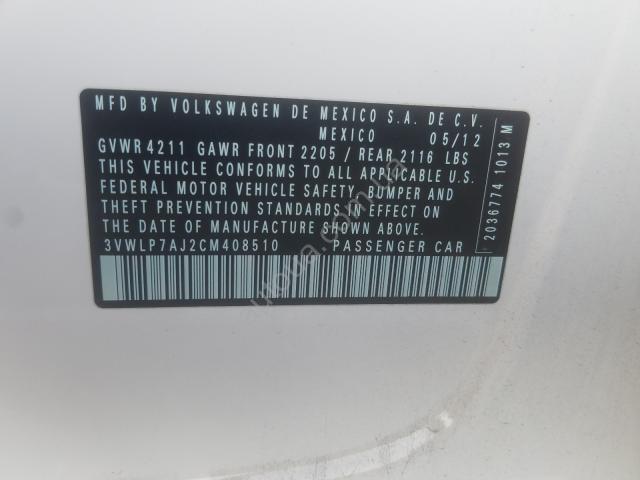 MFD BY VOLKSWAGEN DE MEXICO S.A. DE C.V.
MEXICO 05/12
GVWR 4211 GAWR FRONT 2205 / REAR 2116 LBS
THIS VEHICLE CONFORMS TO ALL APPLICABLE U.S.
FEDERAL MOTOR VEHICLE SAFETY, BUMPER AND
THEFT PREVENTION STANDARDS IN EFFECT ON
THE DATE OF MANUFACTURE SHOWN ABOVE.
3VWLP7AJ2CM408510 PASSENGER CAR
2036774 1013 M